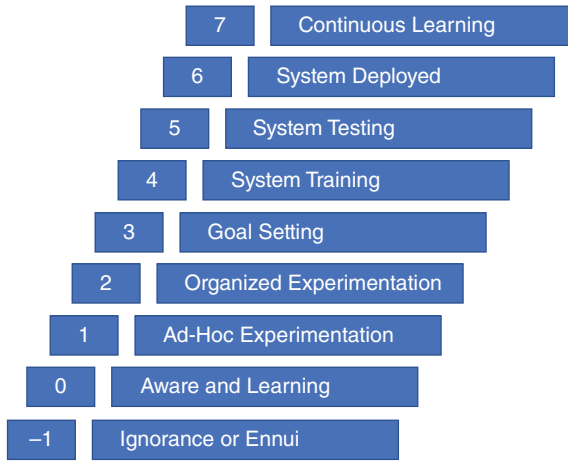 7 Continuous Learning
6 System Deployed
5 System Testing
4 System Training
3 Goal Setting
2 Organized Experimentation
1 Ad-Hoc Experimentation
0 Aware and Learning
–1 Ignorance or Ennui